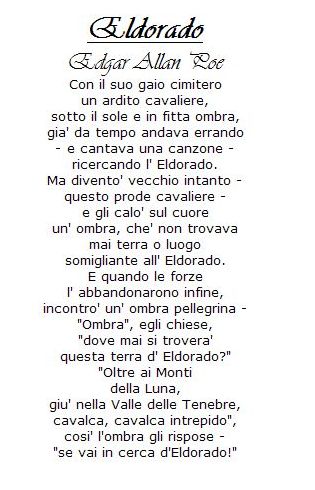 Eldorado
Edgar Allan Poe
Con il suo gaio cimitero
un ardito cavaliere,
sotto il sole e in fitta ombra,
gia' da tempo andava errando
- e cantava una canzone -
ricercando l' Eldorado.
Ma divento' vecchio intanto -
questo prode cavaliere -
e gli calo' sul cuore
un' ombra, che' non trovava
mai terra o luogo
somigliante all' Eldorado.
E quando le forze
l' abbandonarono infine,
incontro' un' ombra pellegrina -
"Ombra", egli chiese,
"dove mai si trovera'
questa terra d' Eldorado?"
"Oltre ai Monti
della Luna,
giu' nella Valle delle Tenebre,
cavalca, cavalca intrepido",
cosi' l'ombra gli rispose -
"se vai in cerca d'Eldorado!"